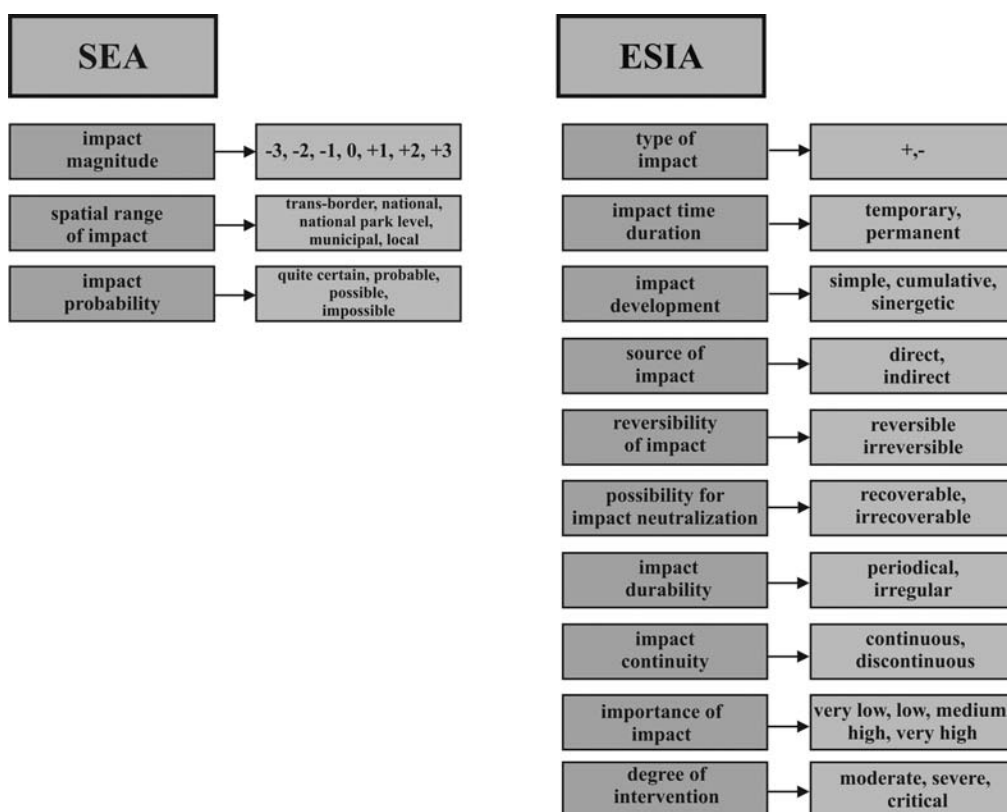 SEA
impact
magnitude
-3, -2, -1, 0, +1, +2, +3
spatial range
of impact
trans-border, national,
national park level,
municipal, local
impact
probability
quite certain, probable,
possible,
impossible
ESIA
type of
impact
+,-
impact time
duration
temporary,
permanent
impact
development
simple, cumulative,
sinergetic
source of
impact
direct,
indirect
reversibility
of impact
reversible
irreversible
possibility for
impact neutralization
recoverable,
irrecoverable
impact
durability
periodical,
irregular
impact
continuity
continuous,
discontinuous
importance of
impact
very low, low, medium
high, very high
degree of
intervention
moderate, severe,
critical